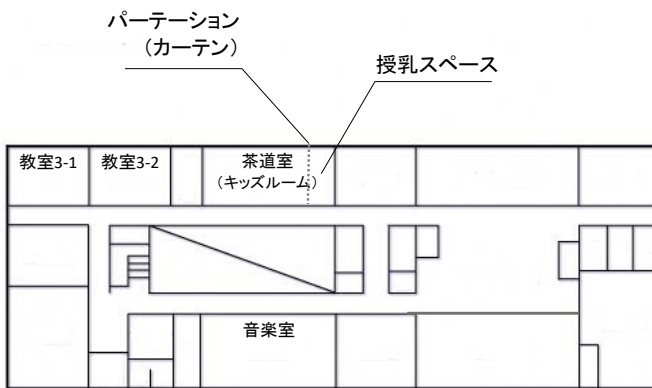 パーテーション
（カーテン）
授乳スペース
教室3-1
教室3-2
茶道室
（キッズルーム）
音楽室